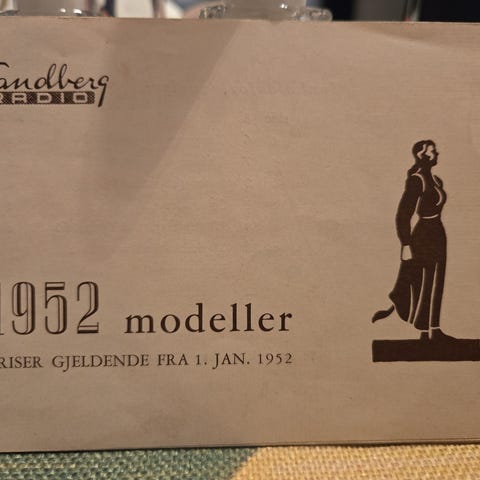 andberg
RADIO
1952 modeller
RISER GJELDENDE FRA 1. JAN. 1952